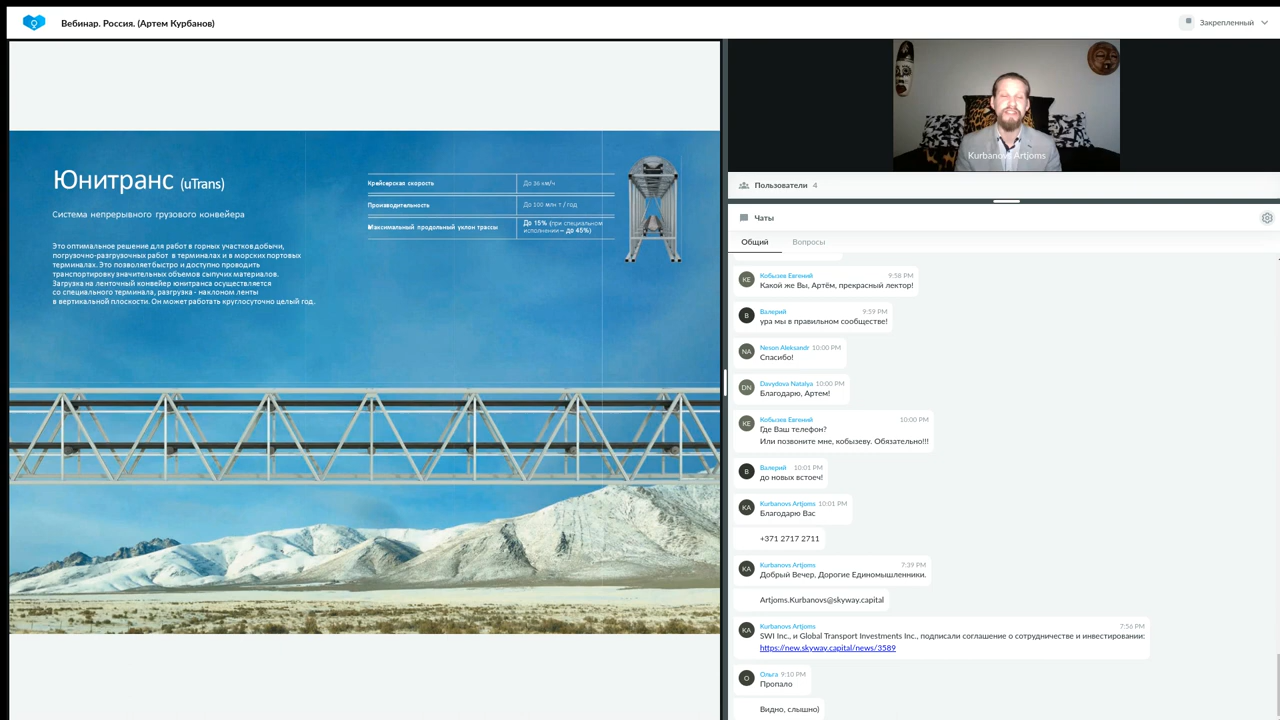 Вебинар. Россия. (Артем Курбанов)
Закрепленный
Юнитранс (uTrans)
Система непрерывного грузового конвейера
Это оптимальное решение для работ в горных участков добычи,
погрузочно-разгрузочных работ в терминалах и в морских портовых
терминалах. Это позволяет быстро и доступно проводить
транспортировку значительных объемов сыпучих материалов.
Загрузка на ленточный конвейер юнитранса осуществляется
со специального терминала, разгрузка - наклоном ленты
в вертикальной плоскости. Он может работать круглосуточно целый год.
Крейсерская скорость
До 36 км/ч
Производительность
До 100 млн т / год
Максимальный продольный уклон трассы
До 15% (при специальном
исполнении – до 45%)
Kurbanovs Artjoms
Пользователи 4
Чаты
Общий
Вопросы
KE
Кобызев Евгений 9:58 PM
Какой же Вы, Артём, прекрасный лектор!
В
Валерий 9:59 PM
ура мы в правильном сообществе!
NA
Neson Aleksandr 10:00 PM
Спасибо!
DN
Davydova Natalya 10:00 PM
Благодарю, Артем!
KE
Кобызев Евгений 10:00 PM
Где Ваш телефон?
Или позвоните мне, кобызеву. Обязательно!!!
В
Валерий 10:01 PM
до новых встоеч!
KA
Kurbanovs Artjoms 10:01 PM
Благодарю Вас
+371 2717 2711
KA
Kurbanovs Artjoms 7:39 PM
Добрый Вечер, Дорогие Единомышленники.
Artjoms.Kurbanovs@skyway.capital
KA
Kurbanovs Artjoms 7:56 PM
SWI Inc., и Global Transport Investments Inc., подписали соглашение о сотрудничестве и инвестировании:
https://new.skyway.capital/news/3589
О
Ольга 9:10 PM
Пропало
Видно, слышно)